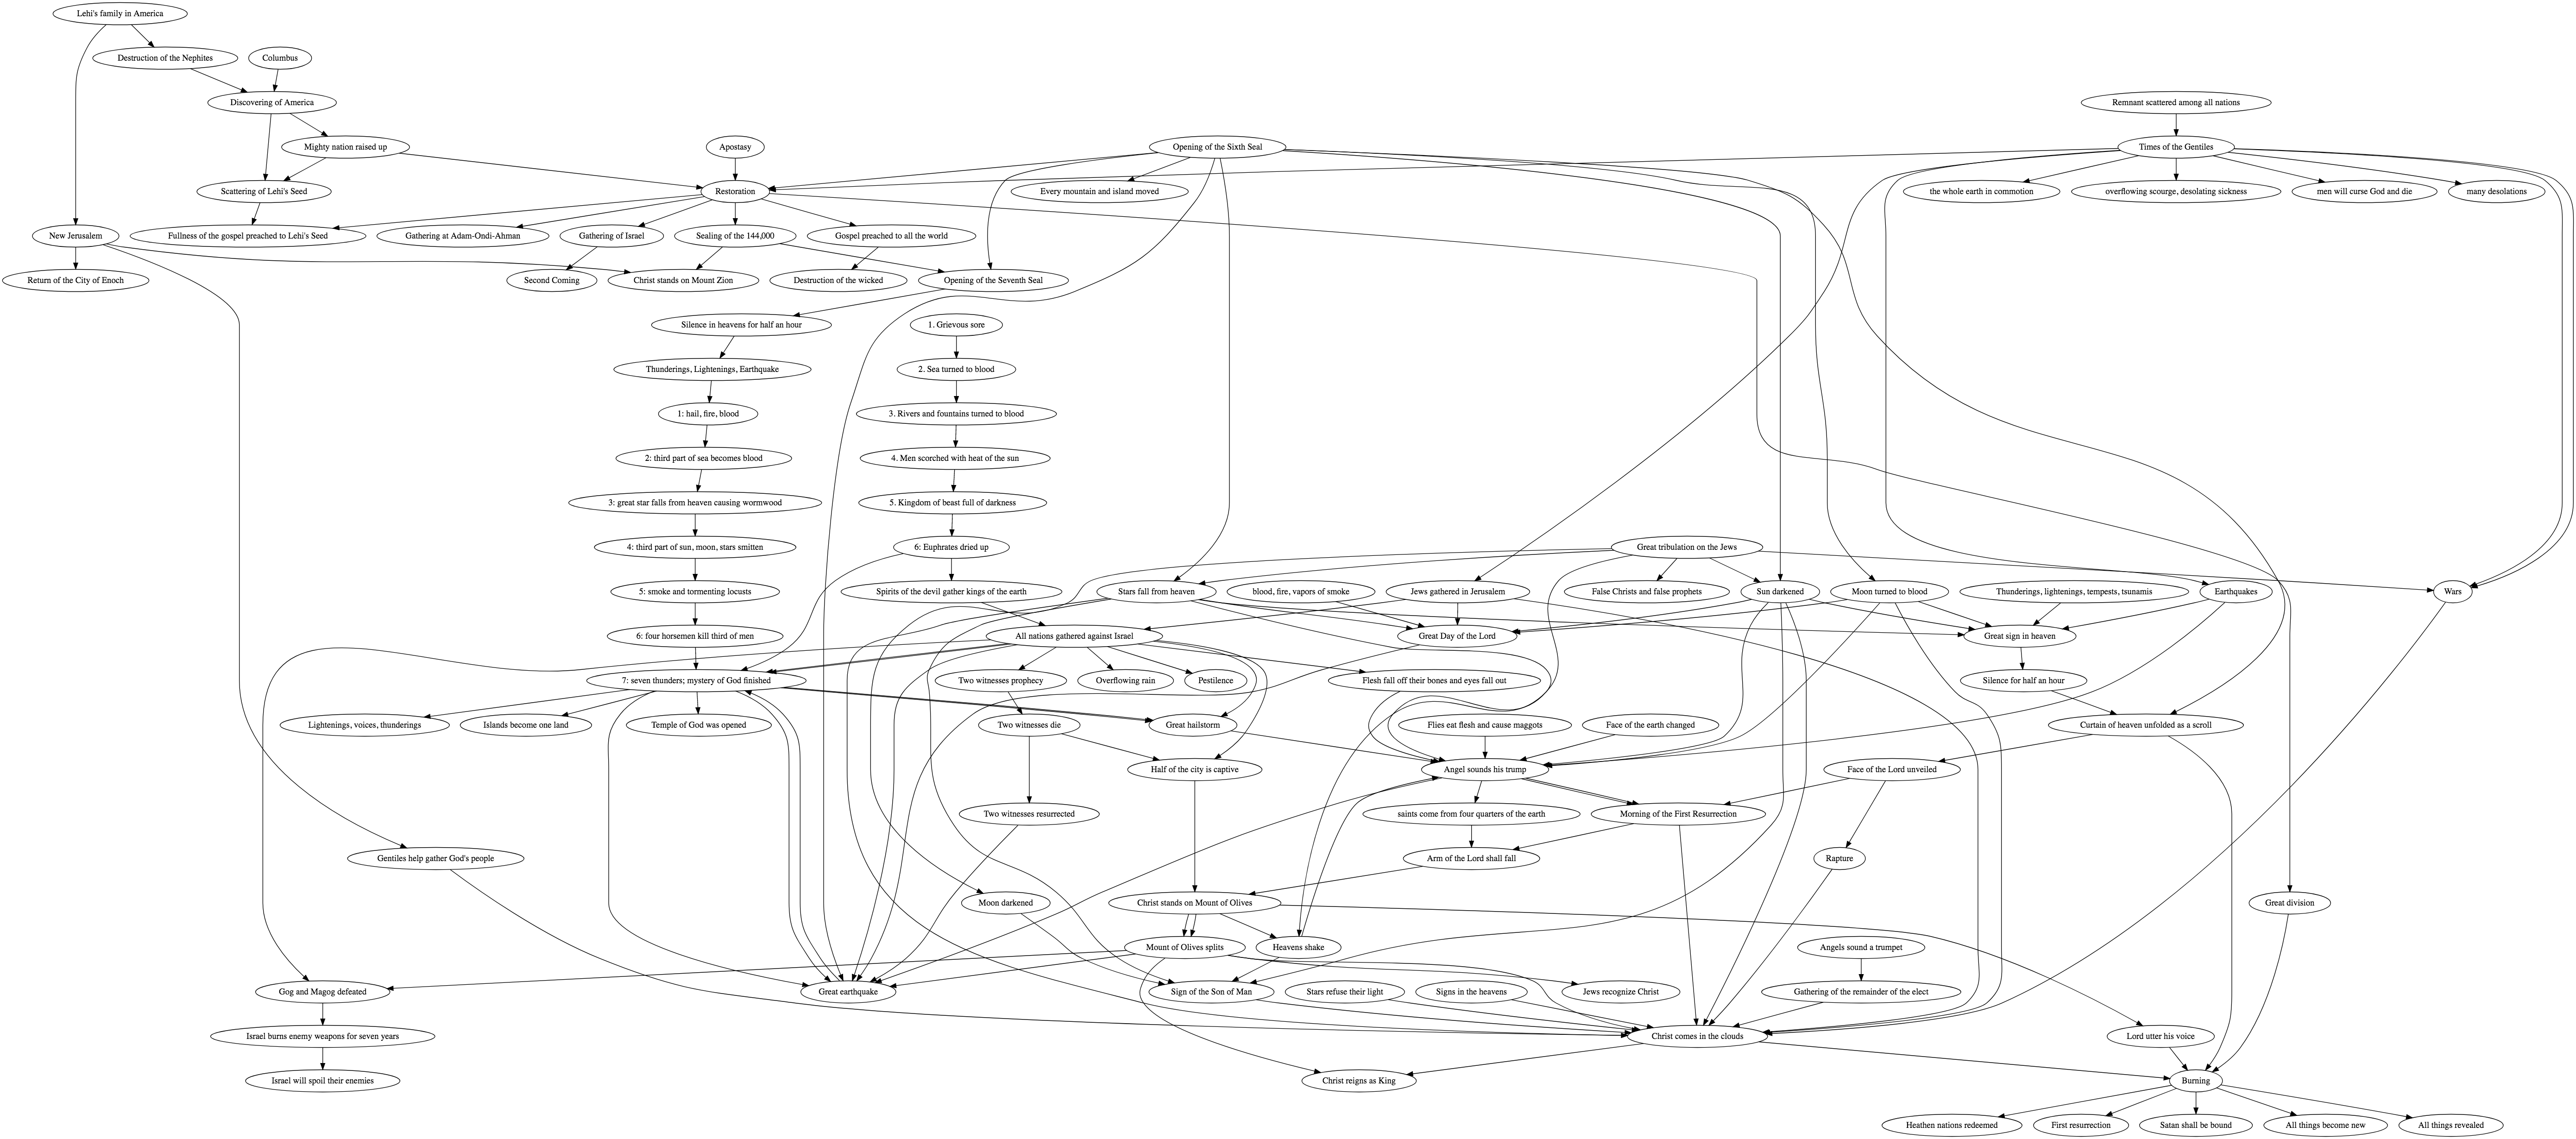 Lehi's family in America
Destruction of the Nephites
Columbus
Discovering of America
Remnant scattered among all nations
Mighty nation raised up
Apostasy
Opening of the Sixth Seal
Times of the Gentiles
Scattering of Lehi's Seed
Restoration
Every mountain and island moved
the whole earth in commotion
overflowing scourge, desolating sickness
men will curse God and die
many desolations
New Jerusalem
Fullness of the gospel preached to Lehi's Seed
Gathering at Adam-Ondi-Ahman
Gathering of Israel
Sealing of the 144,000
Gospel preached to all the world
Return of the City of Enoch
Second Coming
Christ stands on Mount Zion
Destruction of the wicked
Opening of the Seventh Seal
Silence in heavens for half an hour
1. Grievous sore
Thunderings, Lightenings, Earthquake
2. Sea turned to blood
1: hail, fire, blood
3. Rivers and fountains turned to blood
2: third part of sea becomes blood
4. Men scorched with heat of the sun
3: great star falls from heaven causing wormwood
5. Kingdom of beast full of darkness
4: third part of sun, moon, stars smitten
6: Euphrates dried up
Great tribulation on the Jews
5: smoke and tormenting locusts
Spirits of the devil gather kings of the earth
Stars fall from heaven
blood, fire, vapors of smoke
Jews gathered in Jerusalem
False Christs and false prophets
Sun darkened
Moon turned to blood
Thunderings, lightenings, tempests, tsunamis
Earthquakes
Wars
6: four horsemen kill third of men
All nations gathered against Israel
Great Day of the Lord
Great sign in heaven
7: seven thunders; mystery of God finished
Two witnesses prophecy
Overflowing rain
Pestilence
Flesh fall off their bones and eyes fall out
Silence for half an hour
Lightenings, voices, thunderings
Islands become one land
Temple of God was opened
Two witnesses die
Great hailstorm
Flies eat flesh and cause maggots
Face of the earth changed
Curtain of heaven unfolded as a scroll
Half of the city is captive
Angel sounds his trump
Face of the Lord unveiled
Two witnesses resurrected
saints come from four quarters of the earth
Morning of the First Resurrection
Gentiles help gather God's people
Arm of the Lord shall fall
Rapture
Moon darkened
Christ stands on Mount of Olives
Great division
Mount of Olives splits
Heavens shake
Angels sound a trumpet
Gog and Magog defeated
Great earthquake
Sign of the Son of Man
Stars refuse their light
Signs in the heavens
Jews recognize Christ
Gathering of the remainder of the elect
Israel burns enemy weapons for seven years
Christ comes in the clouds
Lord utter his voice
Israel will spoil their enemies
Christ reigns as King
Burning
Heathen nations redeemed
First resurrection
Satan shall be bound
All things become new
All things revealed